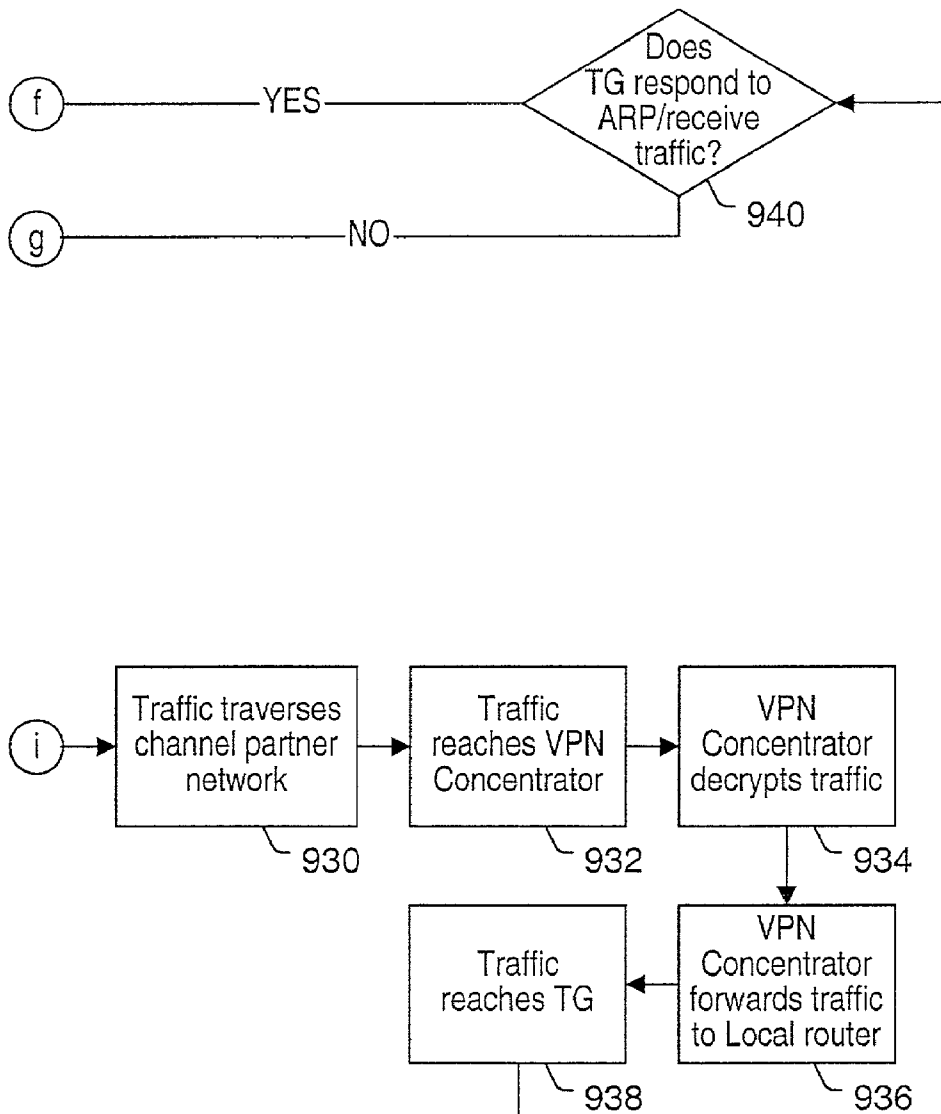 Does
TG respond to
ARP/receive
traffic?
f
YES
940
g
NO
i
Traffic traverses
channel partner
network
930
Traffic
reaches VPN
Concentrator
932
VPN
Concentrator
decrypts traffic
934
VPN
Concentrator
forwards traffic
to Local router
936
Traffic
reaches TG
938